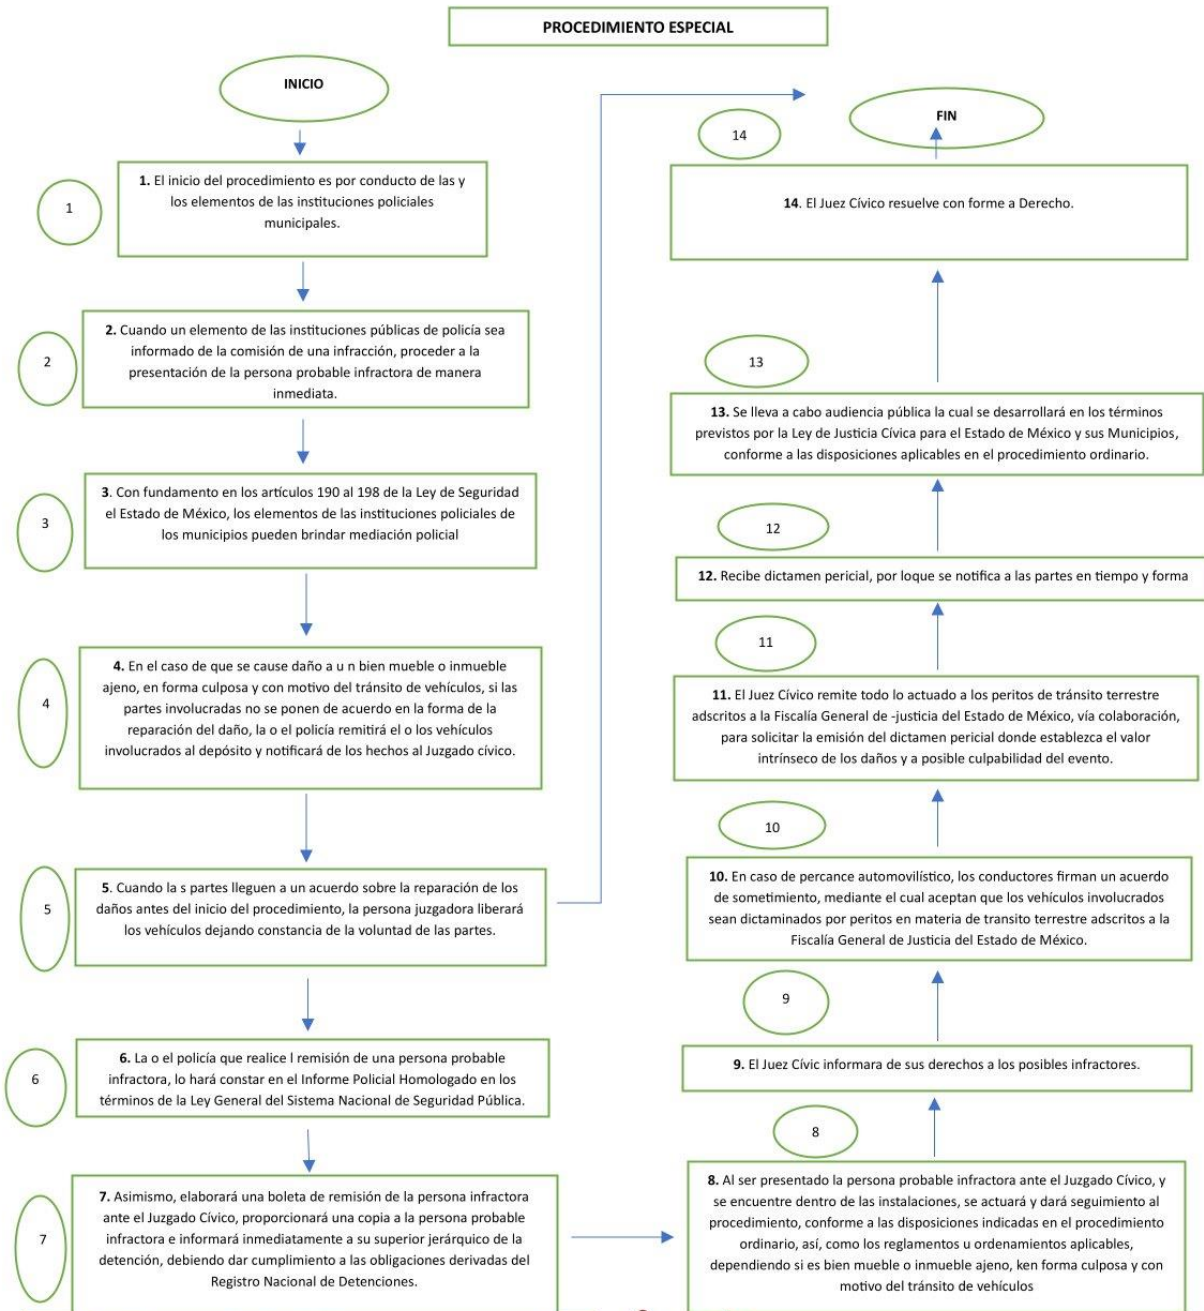 PROCEDIMIENTO ESPECIAL
INICIO
1
1. El inicio del procedimiento es por conducto de las y
los elementos de las instituciones policiales
municipales.
2
2. Cuando un elemento de las instituciones públicas de policía sea
informado de la comisión de una infracción, proceder a la
presentación de la persona probable infractora de manera
inmediata.
3
3. Con fundamento en los artículos 190 al 198 de la Ley de Seguridad
el Estado de México, los elementos de las instituciones policiales de
los municipios pueden brindar mediación policial
4
4. En el caso de que se cause daño a u n bien mueble o inmueble
ajeno, en forma culposa y con motivo del tránsito de vehículos, si las
partes involucradas no se ponen de acuerdo en la forma de la
reparación del daño, la o el policía remitirá el o los vehículos
involucrados al depósito y notificará de los hechos al Juzgado cívico.
5
5. Cuando la s partes lleguen a un acuerdo sobre la reparación de los
daños antes del inicio del procedimiento, la persona juzgadora liberará
los vehículos dejando constancia de la voluntad de las partes.
6
6. La o el policía que realice l remisión de una persona probable
infractora, lo hará constar en el Informe Policial Homologado en los
términos de la Ley General del Sistema Nacional de Seguridad Pública.
7
7. Asimismo, elaborará una boleta de remisión de la persona infractora
ante el Juzgado Cívico, proporcionará una copia a la persona probable
infractora e informará inmediatamente a su superior jerárquico de la
detención, debiendo dar cumplimiento a las obligaciones derivadas del
Registro Nacional de Detenciones.
8
8. Al ser presentado la persona probable infractora ante el Juzgado Cívico, y
se encuentre dentro de las instalaciones, se actuará y dará seguimiento al
procedimiento, conforme a las disposiciones indicadas en el procedimiento
ordinario, así, como los reglamentos u ordenamientos aplicables,
dependiendo si es bien mueble o inmueble ajeno, ken forma culposa y con
motivo del tránsito de vehículos
9
9. El Juez Cívic informara de sus derechos a los posibles infractores.
10
10. En caso de percance automovilístico, los conductores firman un acuerdo
de sometimiento, mediante el cual aceptan que los vehículos involucrados
sean dictaminados por peritos en materia de transito terrestre adscritos a la
Fiscalía General de Justicia del Estado de México.
11
11. El Juez Cívico remite todo lo actuado a los peritos de tránsito terrestre
adscritos a la Fiscalía General de -justicia del Estado de México, vía colaboración,
para solicitar la emisión del dictamen pericial donde establezca el valor
intrínseco de los daños y a posible culpabilidad del evento.
12
12. Recibe dictamen pericial, por loque se notifica a las partes en tiempo y forma
13
13. Se lleva a cabo audiencia pública la cual se desarrollará en los términos
previstos por la Ley de Justicia Cívica para el Estado de México y sus Municipios,
conforme a las disposiciones aplicables en el procedimiento ordinario.
14
14. El Juez Cívico resuelve con forme a Derecho.
FIN